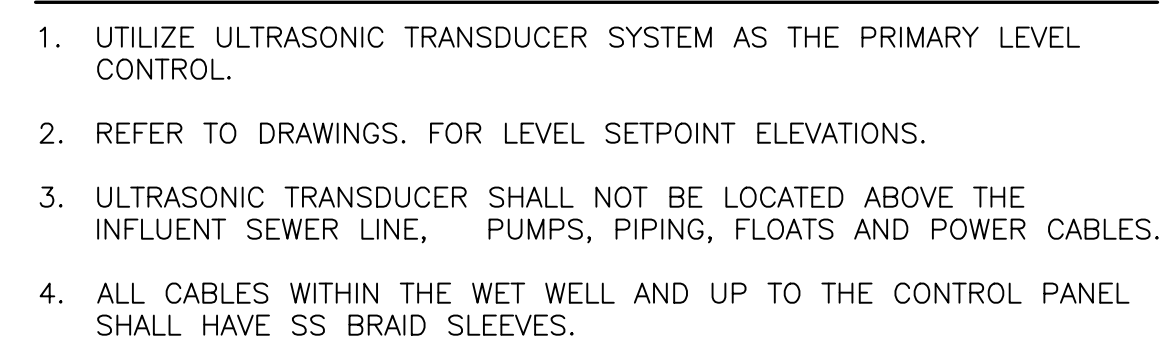 1. UTILIZE ULTRASONIC TRANSDUCER SYSTEM AS THE PRIMARY LEVEL
CONTROL.
2. REFER TO DRAWINGS. FOR LEVEL SETPOINT ELEVATIONS.
3. ULTRASONIC TRANSDUCER SHALL NOT BE LOCATED ABOVE THE
INFLUENT SEWER LINE, PUMPS, PIPING, FLOATS AND POWER CABLES.
4. ALL CABLES WITHIN THE WET WELL AND UP TO THE CONTROL PANEL
SHALL HAVE SS BRAID SLEEVES.